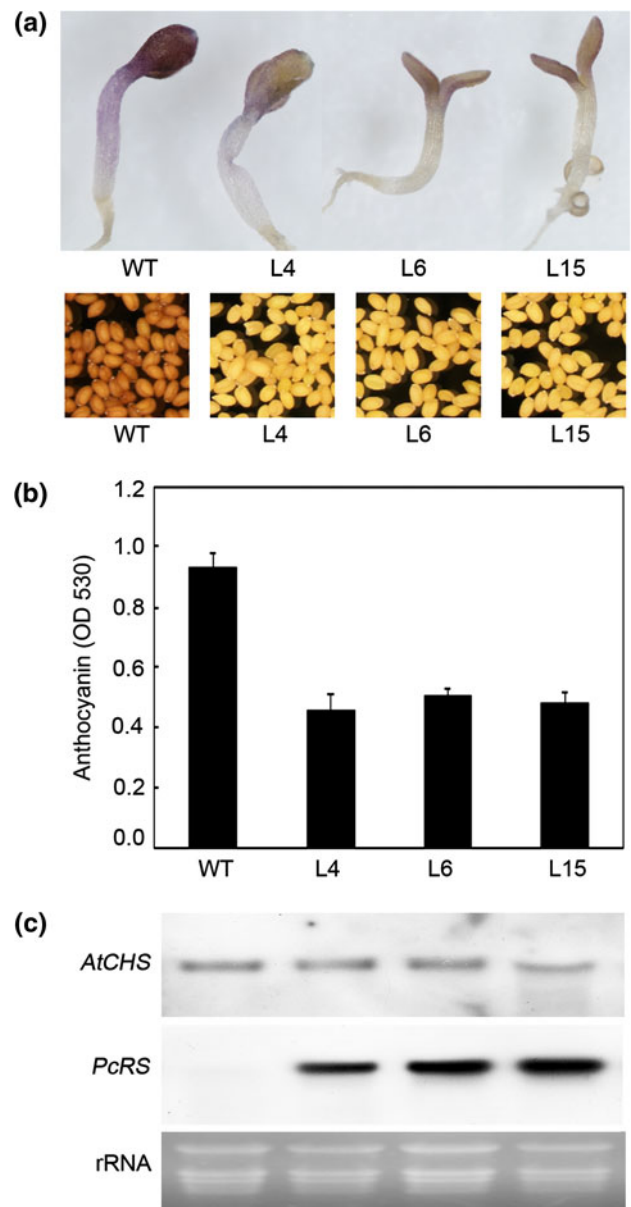 (a)
WT L4 L6 L15
WT L4 L6 L15
(b)
Anthocyanin (OD 530)
1.2
1.0
0.8
0.6
0.4
0.2
0.0
WT L4 L6 L15
(c)
AtCHS
PcRS
rRNA